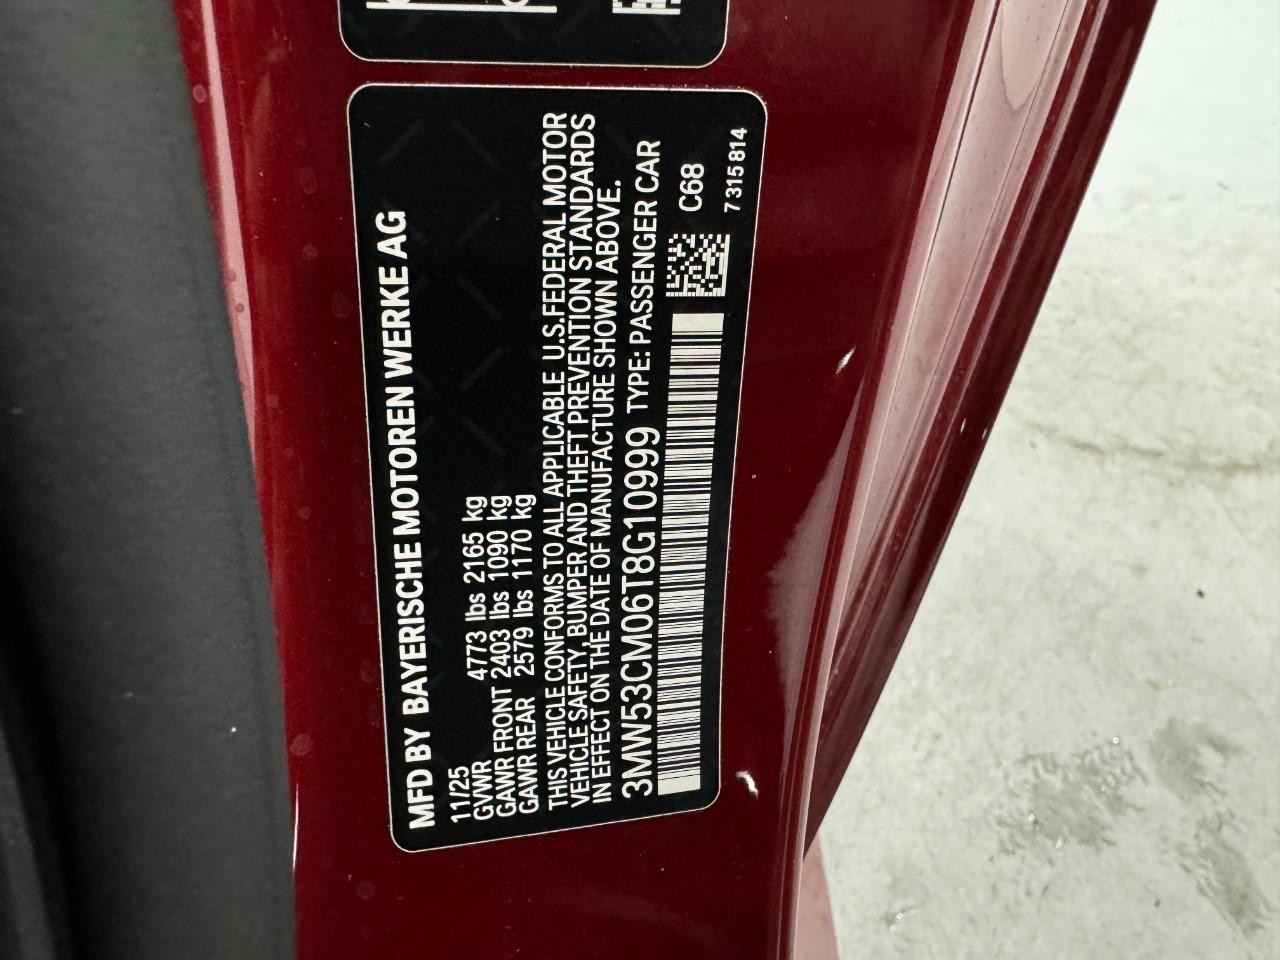 MFD BY BAYERISCHE MOTOREN WERKE AG
11/25
GVWR 4773 lbs 2165 kg
GAWR FRONT 2403 lbs 1090 kg
GAWR REAR 2579 lbs 1170 kg
THIS VEHICLE CONFORMS TO ALL APPLICABLE U.S.FEDERAL MOTOR
VEHICLE SAFETY, BUMPER AND THEFT PREVENTION STANDARDS
IN EFFECT ON THE DATE OF MANUFACTURE SHOWN ABOVE.
3MW53CM06T8G10999 TYPE: PASSENGER CAR
C68
7 315 814